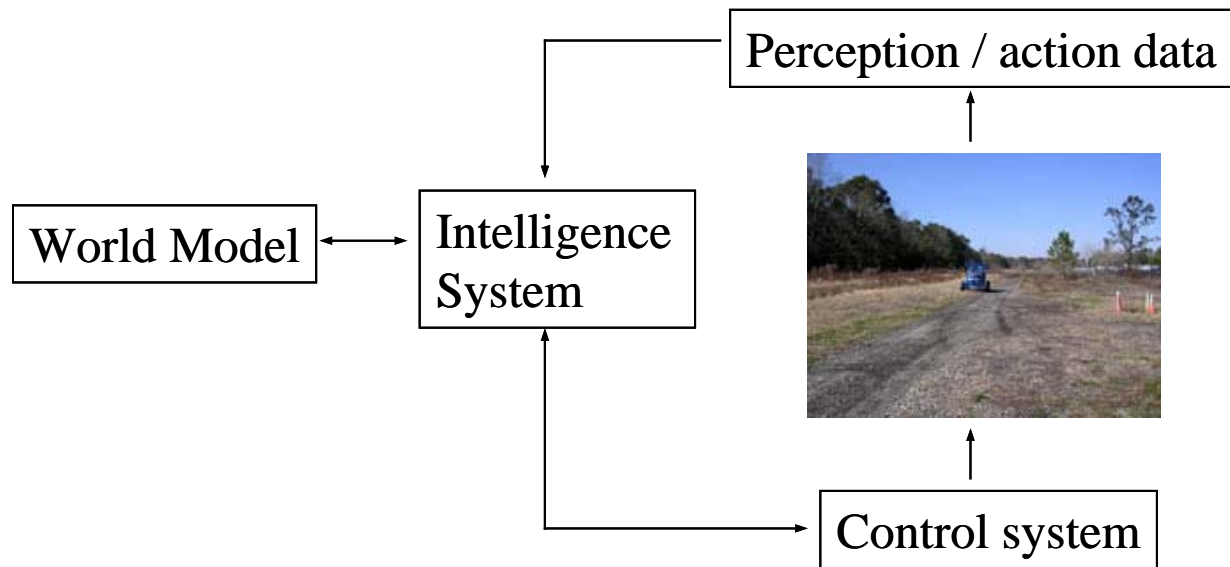 Perception / action data
World Model
Intelligence
System
Control system